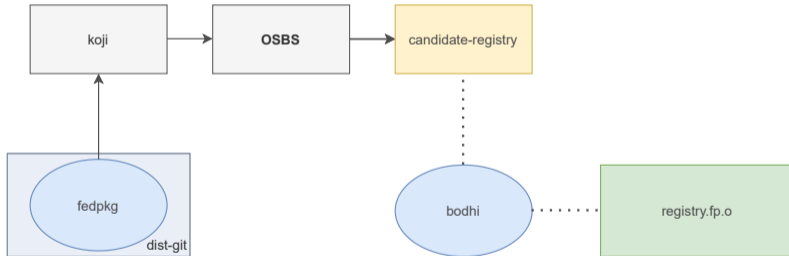 koji
OSBS
candidate-registry
fedpkg
dist-git
bodhi
registry.fp.o